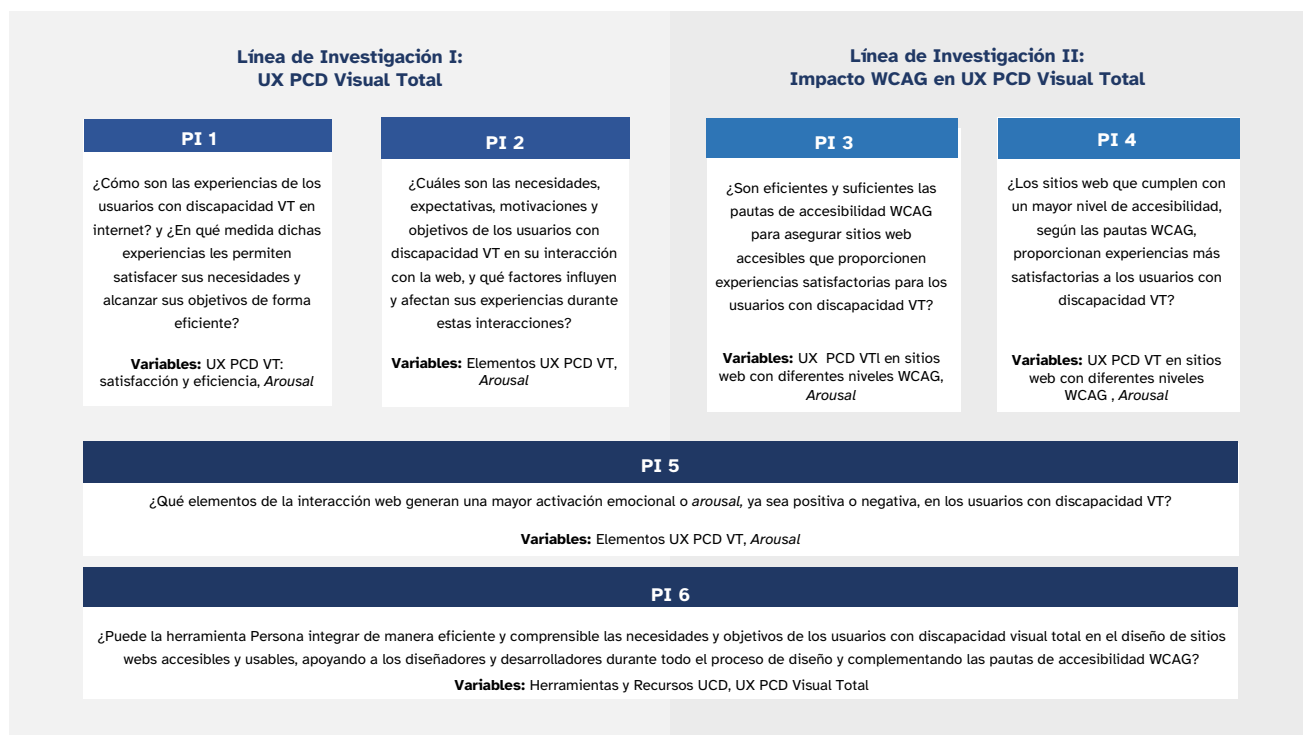 Línea de Investigación I:
UX PCD Visual Total
Línea de Investigación II:
Impacto WCAG en UX PCD Visual Total
PI 1
¿Cómo son las experiencias de los
usuarios con discapacidad VT en
internet? y ¿En qué medida dichas
experiencias les permiten
satisfacer sus necesidades y
alcanzar sus objetivos de forma
eficiente?
Variables: UX PCD VT:
satisfacción y eficiencia, Arousal
PI 2
¿Cuáles son las necesidades,
expectativas, motivaciones y
objetivos de los usuarios con
discapacidad VT en su interacción
con la web, y qué factores influyen
y afectan sus experiencias durante
estas interacciones?
Variables: Elementos UX PCD VT,
Arousal
PI 3
¿Son eficientes y suficientes las
pautas de accesibilidad WCAG
para asegurar sitios web
accesibles que proporcionen
experiencias satisfactorias para los
usuarios con discapacidad VT?
Variables: UX  PCD VTl en sitios
web con diferentes niveles WCAG,
Arousal
PI 4
¿Los sitios web que cumplen con
un mayor nivel de accesibilidad,
según las pautas WCAG,
proporcionan experiencias más
satisfactorias a los usuarios con
discapacidad VT?
Variables: UX PCD VT en sitios
web con diferentes niveles
WCAG , Arousal
PI 5
¿Qué elementos de la interacción web generan una mayor activación emocional o arousal, ya sea positiva o negativa, en los usuarios con discapacidad VT?
Variables: Elementos UX PCD VT, Arousal
PI 6
¿Puede la herramienta Persona integrar de manera eficiente y comprensible las necesidades y objetivos de los usuarios con discapacidad visual total en el diseño de sitios
webs accesibles y usables, apoyando a los diseñadores y desarrolladores durante todo el proceso de diseño y complementando las pautas de accesibilidad WCAG?
Variables: Herramientas y Recursos UCD, UX PCD Visual Total